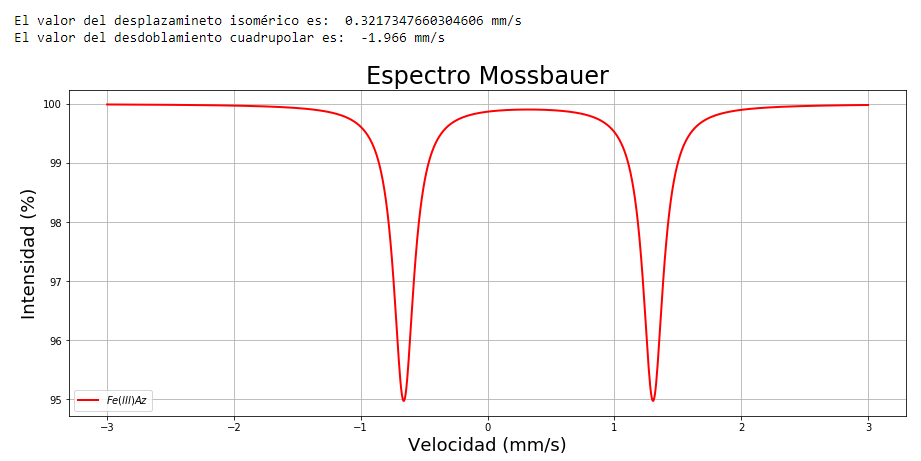 El valor del desplazamineto isomérico es:  0.3217347660304606 mm/s
El valor del desdoblamiento cuadrupolar es:  -1.966 mm/s
Espectro Mossbauer
Intensidad (%)
100
99
98
97
96
95
Fe(III)Az
−3
−2
−1
0
1
2
3
Velocidad (mm/s)